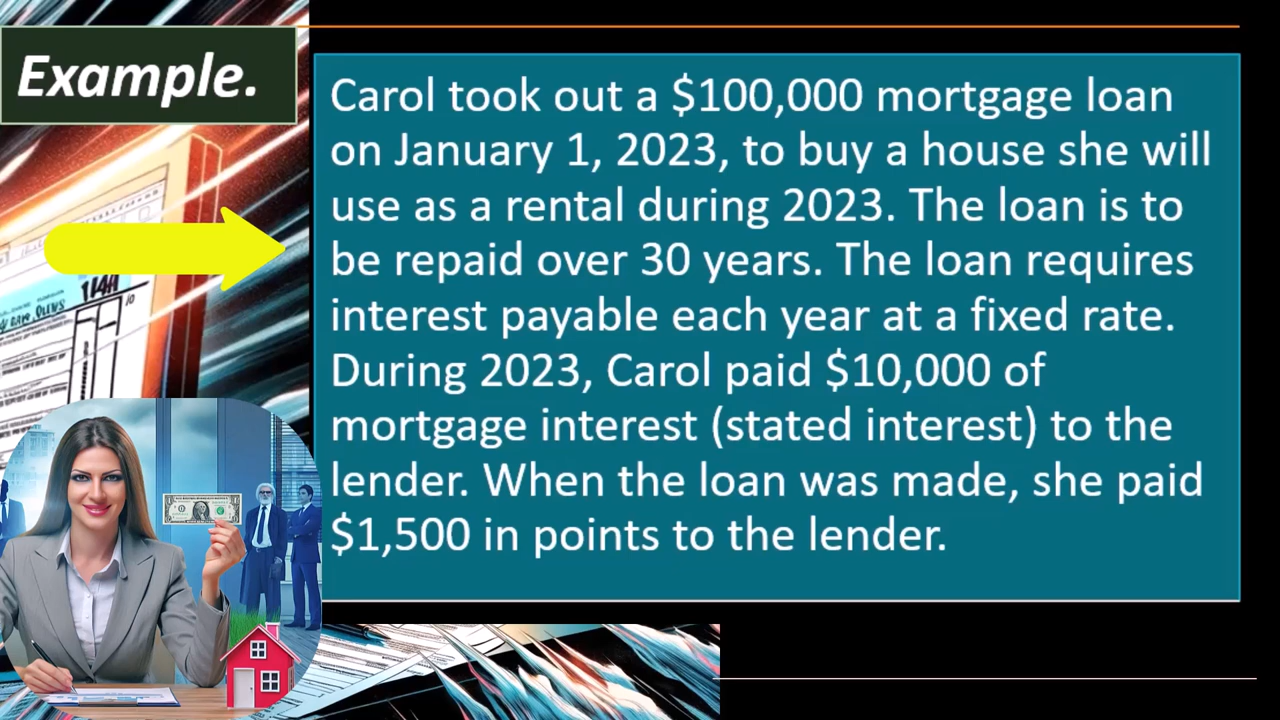 Example.
Carol took out a $100,000 mortgage loan
on January 1, 2023, to buy a house she will
use as a rental during 2023. The loan is to
be repaid over 30 years. The loan requires
interest payable each year at a fixed rate.
During 2023, Carol paid $10,000 of
mortgage interest (stated interest) to the
lender. When the loan was made, she paid
$1,500 in points to the lender.